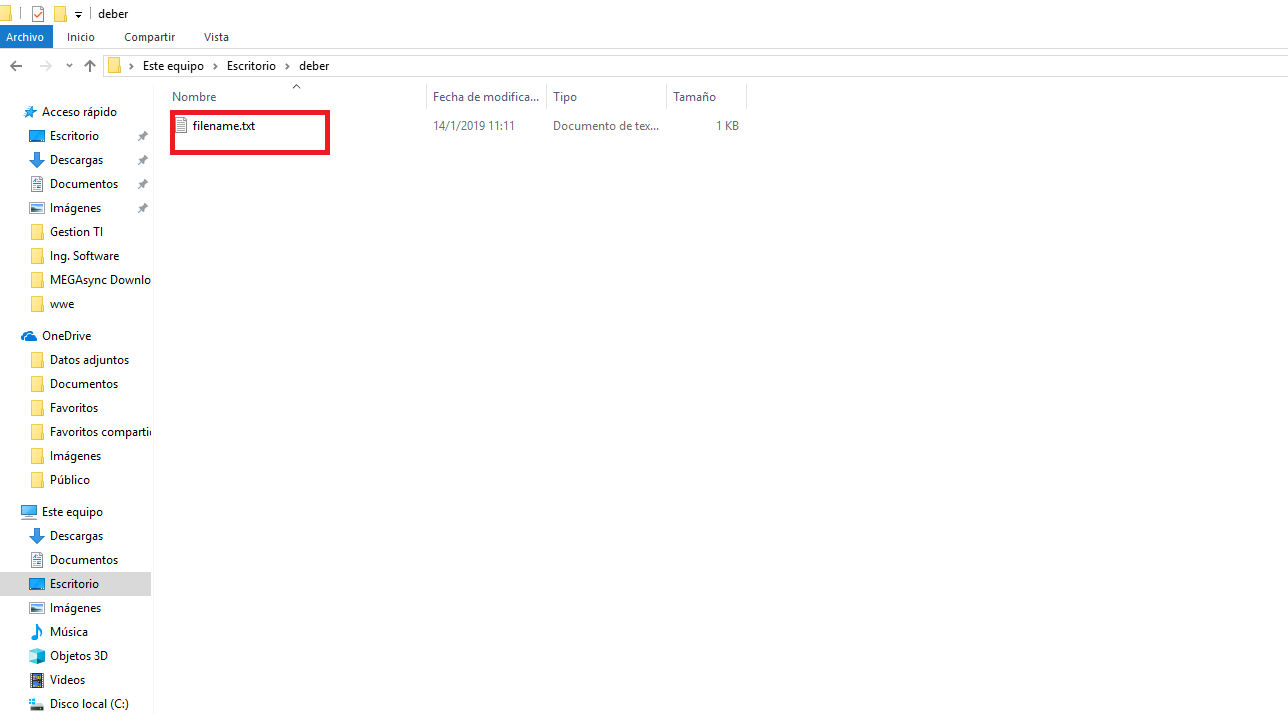 deber
Archivo Inicio Compartir Vista
Este equipo Escritorio deber
Nombre Fecha de modifica... Tipo Tamaño
filename.txt 14/1/2019 11:11 Documento de tex... 1 KB
Acceso rápido
Escritorio
Descargas
Documentos
Imágenes
Gestion TI
Ing. Software
MEGAsync Downlo
wwe
OneDrive
Datos adjuntos
Documentos
Favoritos
Favoritos comparti
Imágenes
Público
Este equipo
Descargas
Documentos
Escritorio
Imágenes
Música
Objetos 3D
Videos
Disco local (C:)